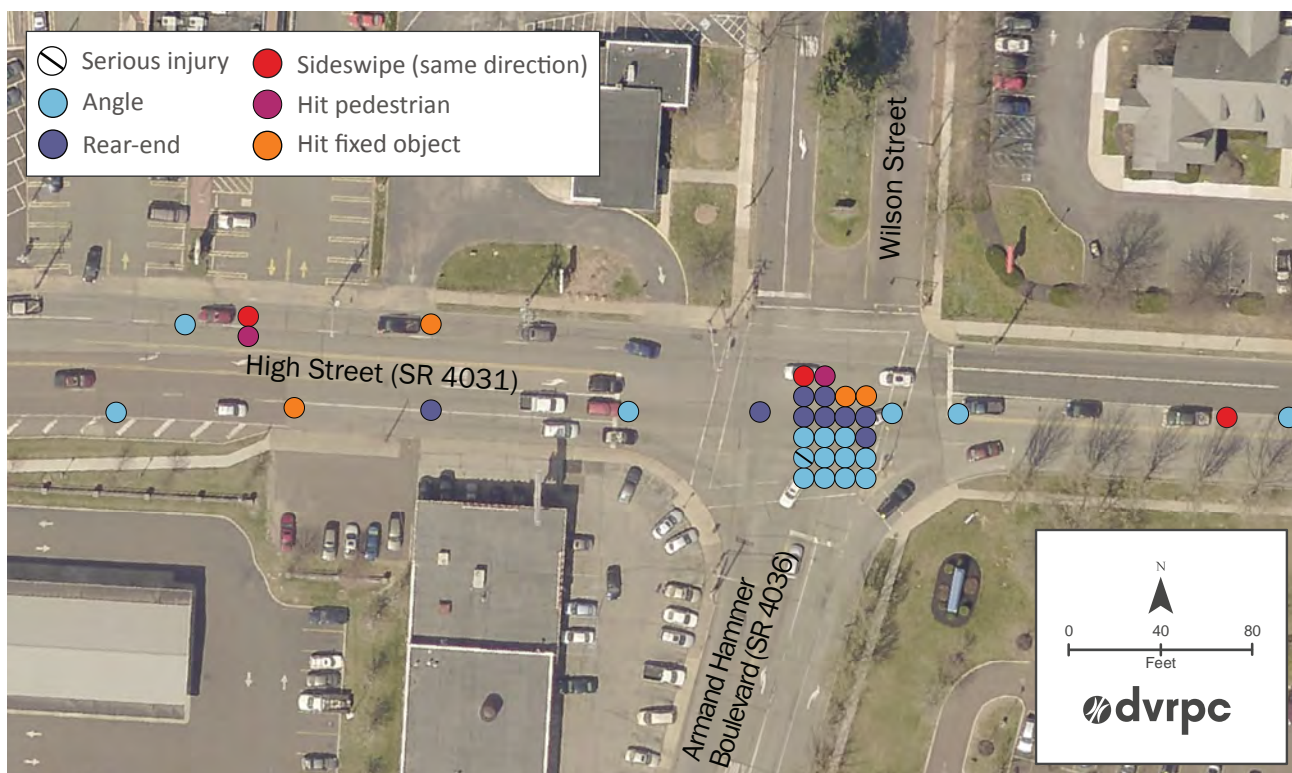 Serious injury
Angle
Rear-end
Sideswipe (same direction)
Hit pedestrian
Hit fixed object
Wilson Street
High Street (SR 4031)
Armand Hammer
Boulevard (SR 4036)
N
0 40 80
Feet
dvrpc